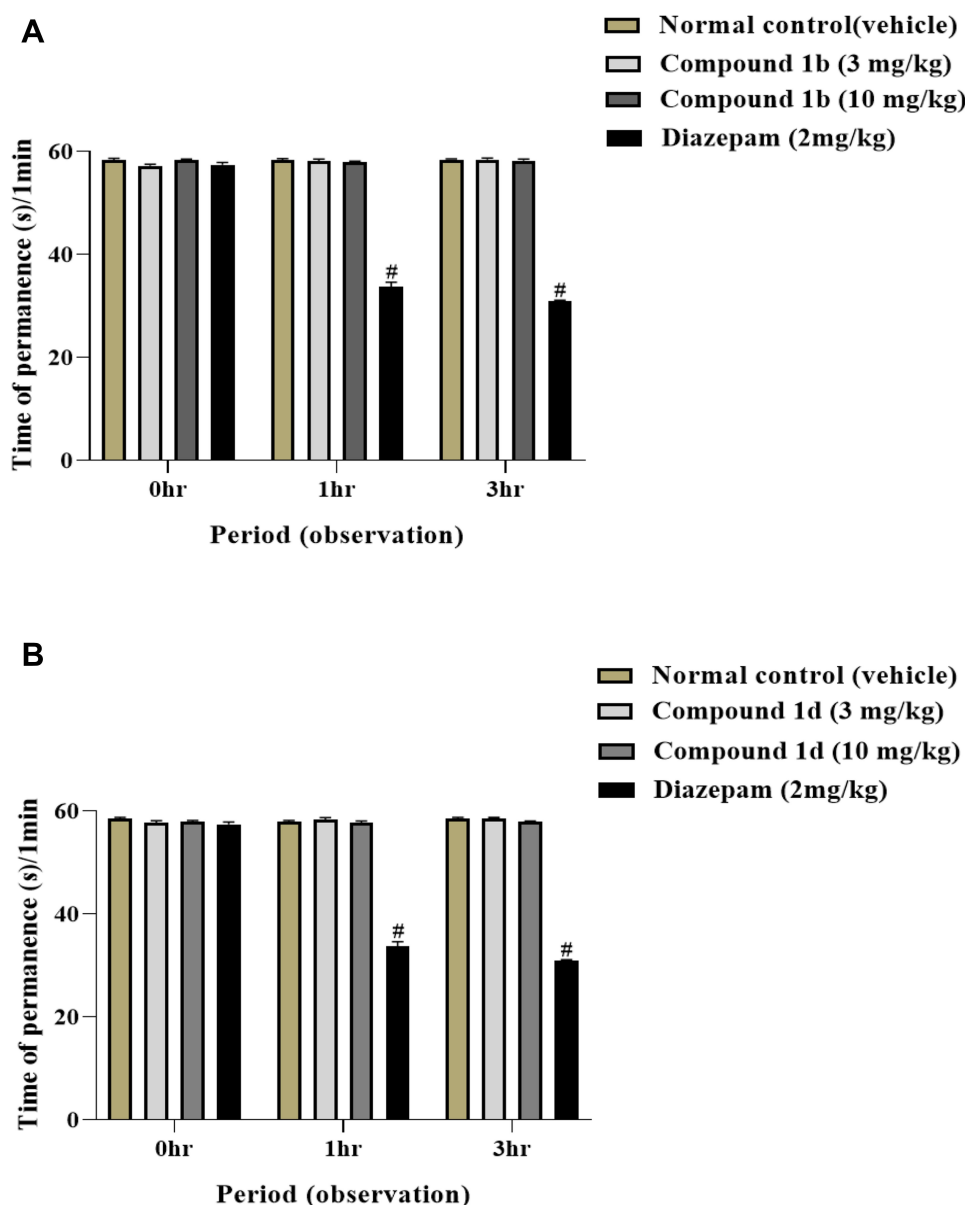 A
Normal control(vehicle)
Compound 1b (3 mg/kg)
Compound 1b (10 mg/kg)
Diazepam (2mg/kg)
Time of permanence (s)/1min
60
40
20
0
#
#
0hr
1hr
3hr
Period (observation)
B
Normal control (vehicle)
Compound 1d (3 mg/kg)
Compound 1d (10 mg/kg)
Diazepam (2mg/kg)
Time of permanence (s)/1min
60
40
20
0
#
#
0hr
1hr
3hr
Period (observation)